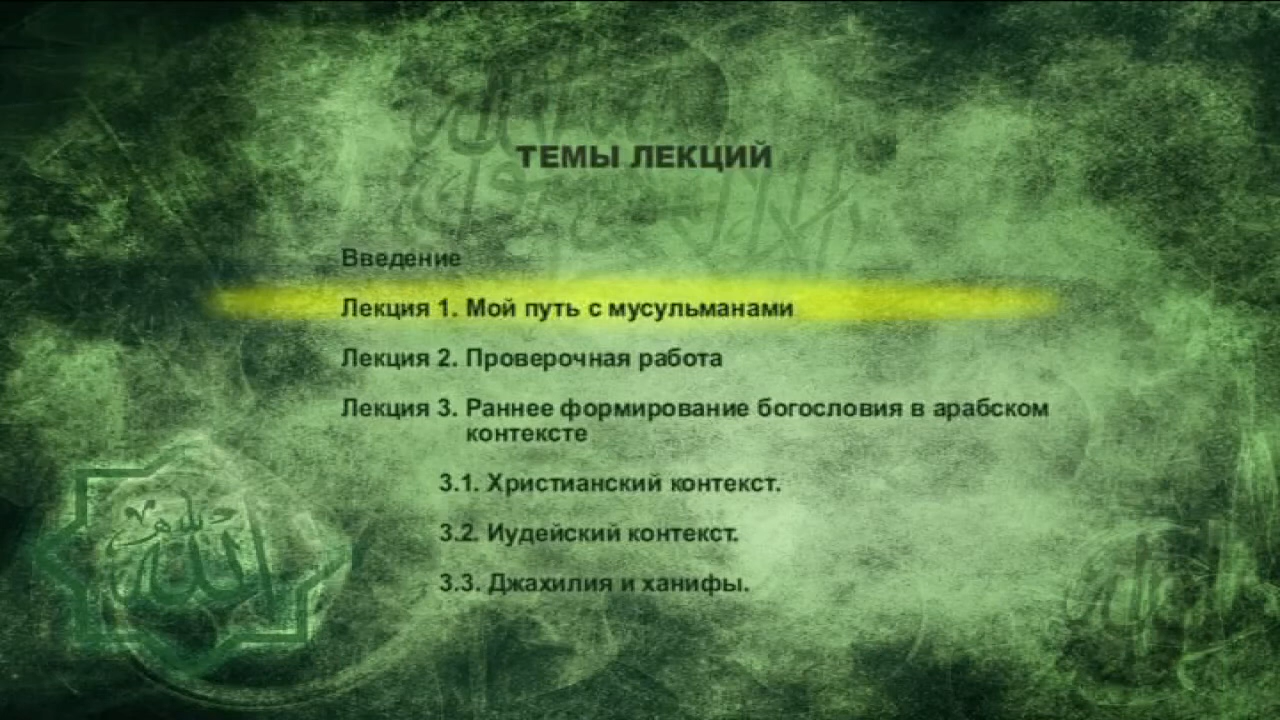 ТЕМЫ ЛЕКЦИЙ
Введение
Лекция 1. Мой путь с мусульманами
Лекция 2. Проверочная работа
Лекция 3. Раннее формирование богословия в арабском
контексте
3.1. Христианский контекст.
3.2. Иудейский контекст.
3.3. Джахилия и ханифы.
الله